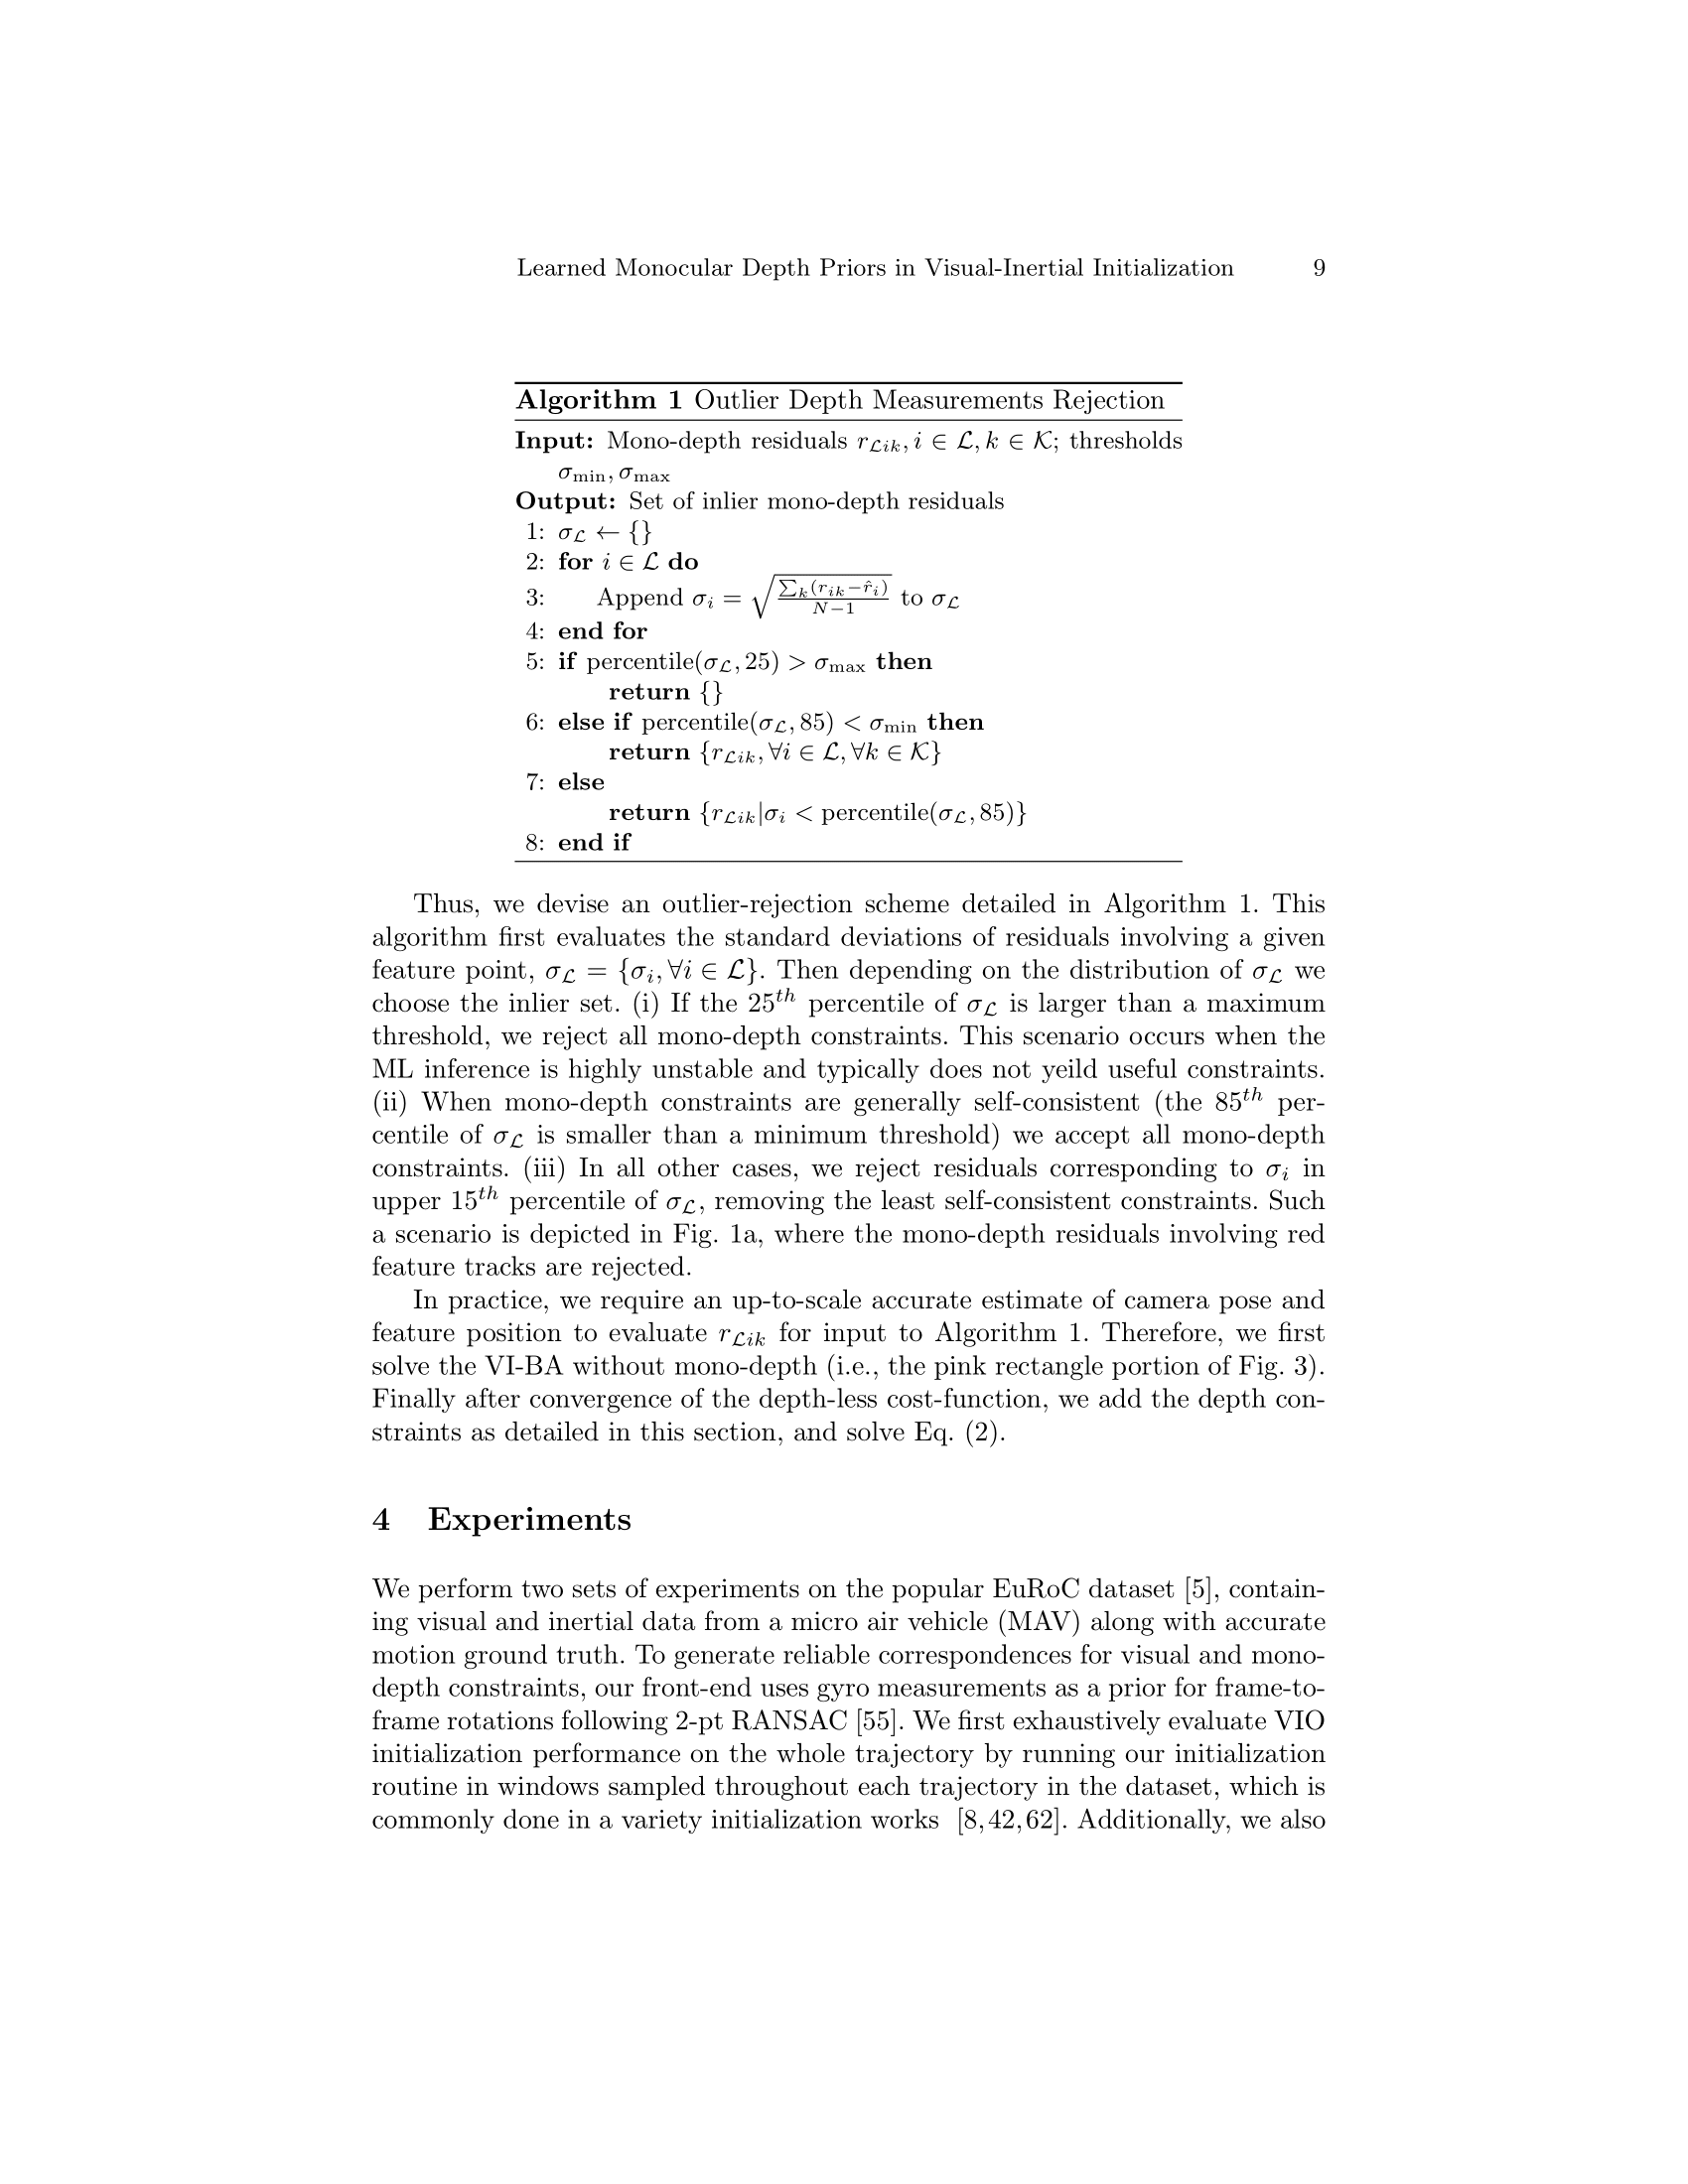 Learned Monocular Depth Priors in Visual-Inertial Initialization 9
Algorithm 1 Outlier Depth Measurements Rejection
Input: Mono-depth residuals $r_{\mathcal{L}ik}, i \in \mathcal{L}, k \in \mathcal{K}$; thresholds
$\sigma_{\min}, \sigma_{\max}$
Output: Set of inlier mono-depth residuals
1: $\sigma_{\mathcal{L}} \leftarrow \{\}$
2: for $i \in \mathcal{L}$ do
3: Append $\sigma_i = \sqrt{\frac{\sum_k (r_{ik} - \hat{r}_i)}{N-1}}$ to $\sigma_{\mathcal{L}}$
4: end for
5: if percentile($\sigma_{\mathcal{L}}, 25$) > $\sigma_{\max}$ then
return {}
6: else if percentile($\sigma_{\mathcal{L}}, 85$) < $\sigma_{\min}$ then
return $\{r_{\mathcal{L}ik}, \forall i \in \mathcal{L}, \forall k \in \mathcal{K}\}$
7: else
return $\{r_{\mathcal{L}ik} | \sigma_i < \text{percentile}(\sigma_{\mathcal{L}}, 85)\}$
8: end if
Thus, we devise an outlier-rejection scheme detailed in Algorithm 1. This
algorithm first evaluates the standard deviations of residuals involving a given
feature point, $\sigma_{\mathcal{L}} = \{\sigma_i, \forall i \in \mathcal{L}\}$. Then depending on the distribution of $\sigma_{\mathcal{L}}$ we
choose the inlier set. (i) If the $25^{th}$ percentile of $\sigma_{\mathcal{L}}$ is larger than a maximum
threshold, we reject all mono-depth constraints. This scenario occurs when the
ML inference is highly unstable and typically does not yeild useful constraints.
(ii) When mono-depth constraints are generally self-consistent (the $85^{th}$ per-
centile of $\sigma_{\mathcal{L}}$ is smaller than a minimum threshold) we accept all mono-depth
constraints. (iii) In all other cases, we reject residuals corresponding to $\sigma_i$ in
upper $15^{th}$ percentile of $\sigma_{\mathcal{L}}$, removing the least self-consistent constraints. Such
a scenario is depicted in Fig. 1a, where the mono-depth residuals involving red
feature tracks are rejected.
In practice, we require an up-to-scale accurate estimate of camera pose and
feature position to evaluate $r_{\mathcal{L}ik}$ for input to Algorithm 1. Therefore, we first
solve the VI-BA without mono-depth (i.e., the pink rectangle portion of Fig. 3).
Finally after convergence of the depth-less cost-function, we add the depth con-
straints as detailed in this section, and solve Eq. (2).
4 Experiments
We perform two sets of experiments on the popular EuRoC dataset [5], contain-
ing visual and inertial data from a micro air vehicle (MAV) along with accurate
motion ground truth. To generate reliable correspondences for visual and mono-
depth constraints, our front-end uses gyro measurements as a prior for frame-to-
frame rotations following 2-pt RANSAC [55]. We first exhaustively evaluate VIO
initialization performance on the whole trajectory by running our initialization
routine in windows sampled throughout each trajectory in the dataset, which is
commonly done in a variety initialization works [8,42,62]. Additionally, we also